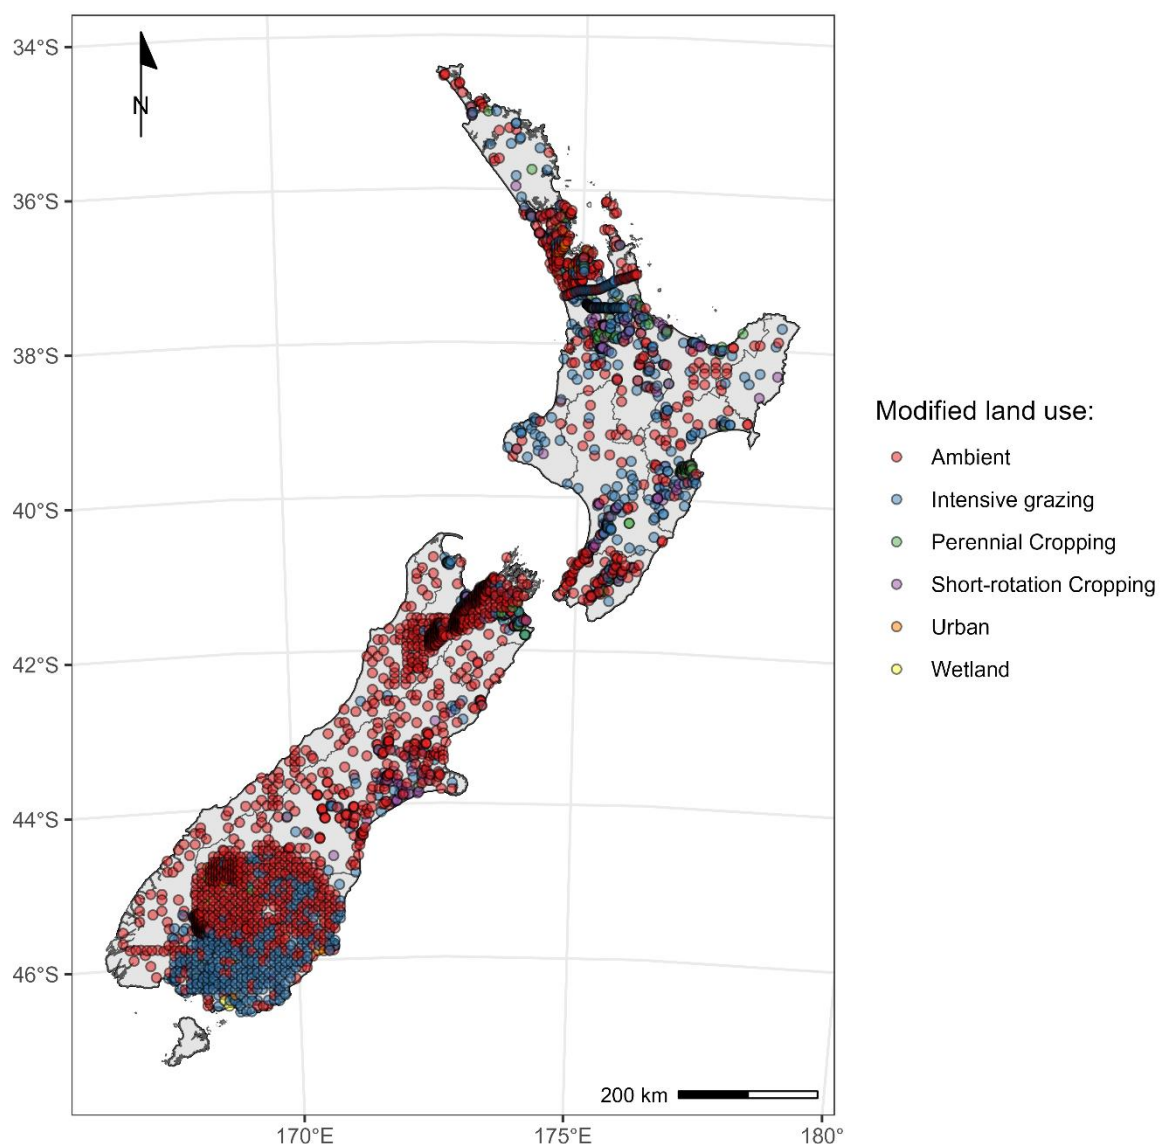 34°S
N
36°S
38°S
40°S
42°S
44°S
46°S
200 km
170°E
175°E
180°
Modified land use:
Ambient
Intensive grazing
Perennial Cropping
Short-rotation Cropping
Urban
Wetland